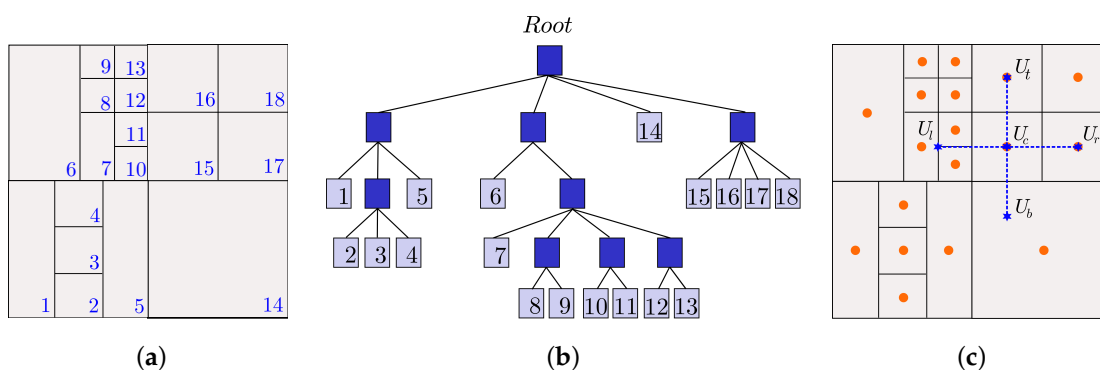 9 13
8 12 16 18
11
6 7 10 15 17
4
3
1 2 5 14
(a)
Root
14
1 5 6 15 16 17 18
2 3 4 7
8 9 10 11 12 13
(b)
U_t
U_l U_c U_r
U_b
(c)